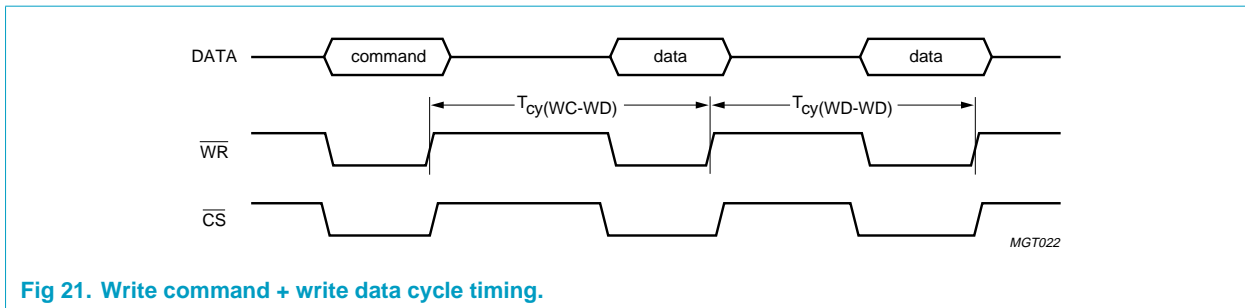 DATA command data data
Tcy(WC-WD) Tcy(WD-WD)
WR
CS
MGT022
Fig 21. Write command + write data cycle timing.